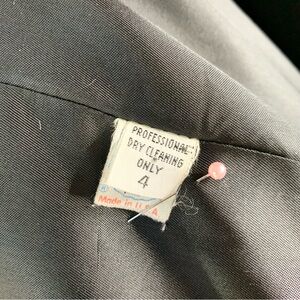 PROFESSIONAL
DRY CLEANING
ONLY
4
Made in U.S.A